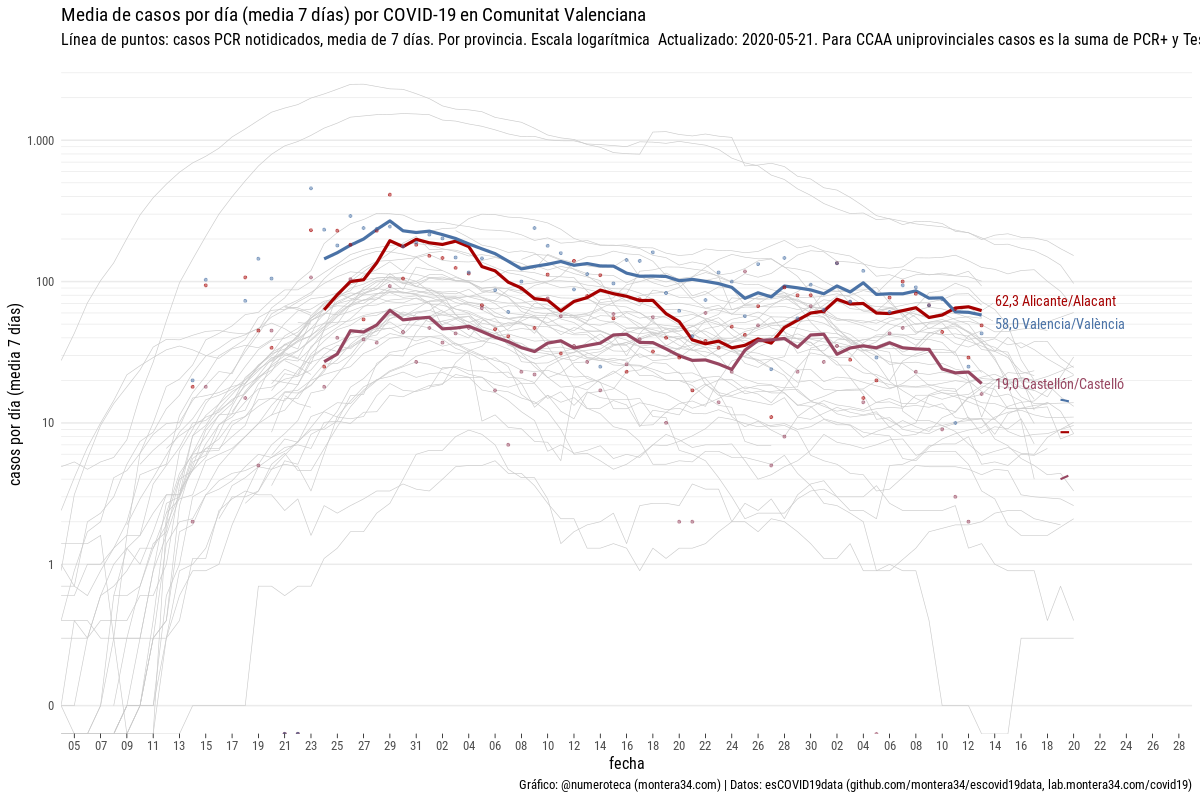 Media de casos por día (media 7 días) por COVID-19 en Comunitat Valenciana
Línea de puntos: casos PCR notidicados, media de 7 días. Por provincia. Escala logarítmica  Actualizado: 2020-05-21. Para CCAA uniprovinciales casos es la suma de PCR+ y Tes
casos por día (media 7 días)
1.000
100
10
1
0
62,3 Alicante/Alacant
58,0 Valencia/València
19,0 Castellón/Castelló
05 07 09 11 13 15 17 19 21 23 25 27 29 31 02 04 06 08 10 12 14 16 18 20 22 24 26 28 30 02 04 06 08 10 12 14 16 18 20 22 24 26 28
fecha
Gráfico: @numeroteca (montera34.com) | Datos: esCOVID19data (github.com/montera34/escovid19data, lab.montera34.com/covid19)